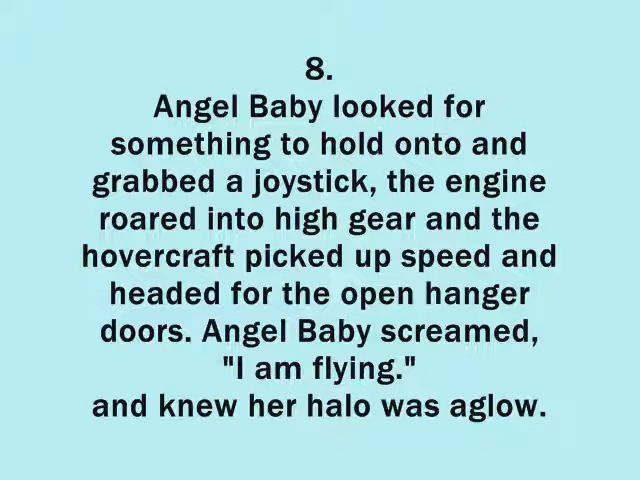 8.
Angel Baby looked for
something to hold onto and
grabbed a joystick, the engine
roared into high gear and the
hovercraft picked up speed and
headed for the open hanger
doors. Angel Baby screamed,
"I am flying."
and knew her halo was aglow.